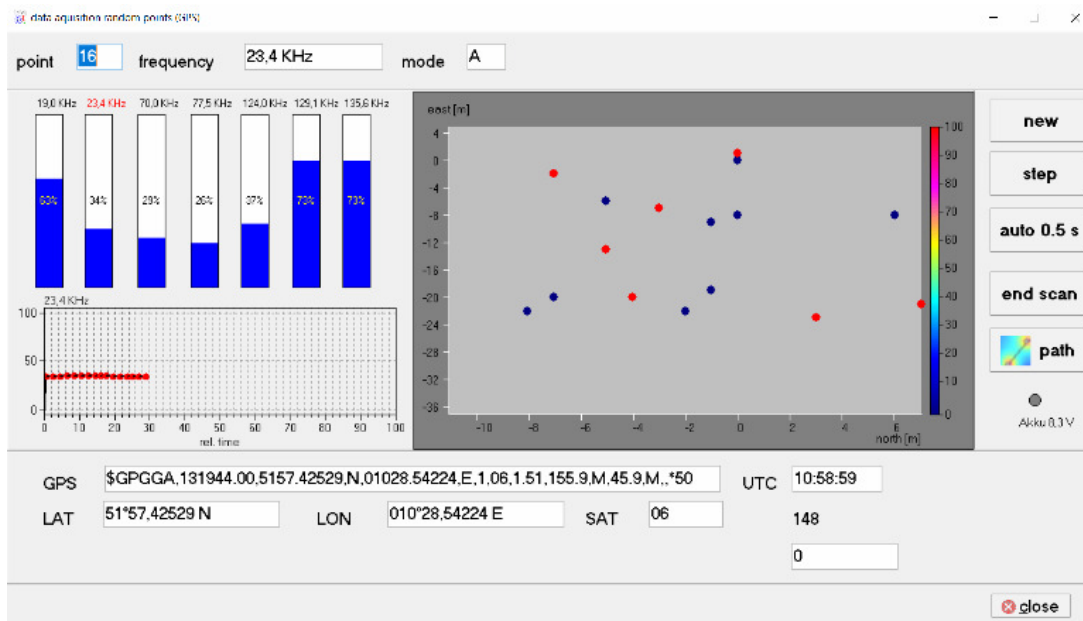 data aquisition random points (GPS)
point 16 frequency 23,4 KHz mode A
19,0 KHz 23,4 KHz 70,0 KHz 77,5 KHz 124,0 KHz 129,1 KHz 135,6 KHz
63% 34% 28% 26% 37% 73% 73%
23,4 KHz
100
50
0
0 10 20 30 40 50 60 70 80 90 100
rel. time
east [m]
4
0
-4
-8
-12
-16
-20
-24
-28
-32
-36
-10 -8 -6 -4 -2 0 2 4 6
north [m]
100
90
80
70
60
50
40
30
20
10
0
new
step
auto 0.5 s
end scan
path
Akku 8,3 V
GPS $GPGGA,131944.00,5157.42529,N,01028.54224,E,1,06,1.51,155.9,M,45.9,M,,*50 UTC 10:58:59
LAT 51°57,42529 N LON 010°28,54224 E SAT 06 148
0
close